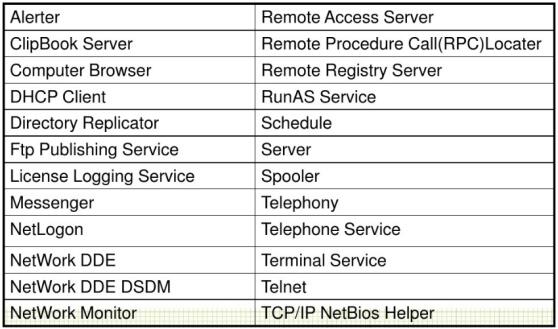 Alerter Remote Access Server
ClipBook Server Remote Procedure Call(RPC)Locater
Computer Browser Remote Registry Server
DHCP Client RunAS Service
Directory Replicator Schedule
Ftp Publishing Service Server
License Logging Service Spooler
Messenger Telephony
NetLogon Telephone Service
NetWork DDE Terminal Service
NetWork DDE DSDM Telnet
NetWork Monitor TCP/IP NetBios Helper